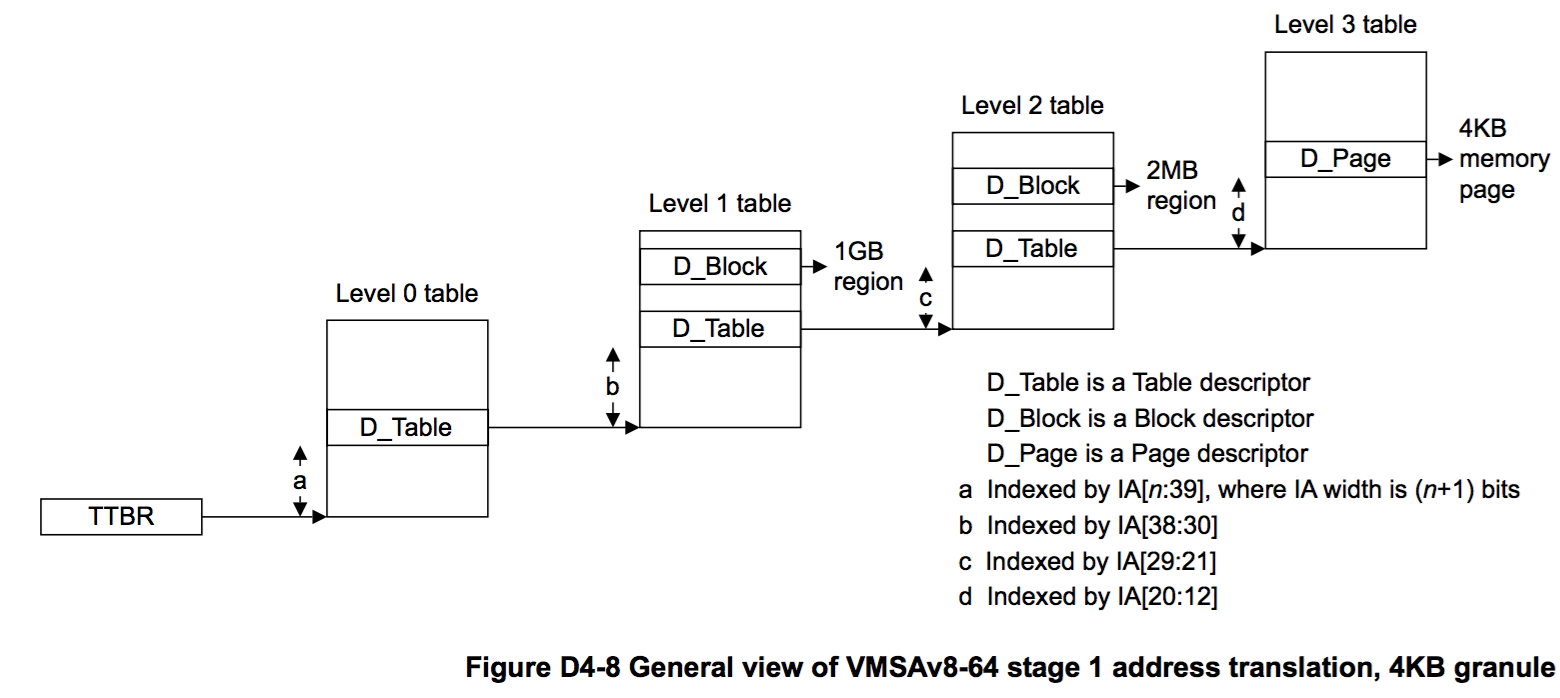 Level 3 table
D_Page
4KB
memory
page
Level 2 table
D_Block
2MB
region
d
D_Table
Level 1 table
D_Block
1GB
region
c
D_Table
Level 0 table
b
D_Table
a
TTBR
D_Table is a Table descriptor
D_Block is a Block descriptor
D_Page is a Page descriptor
a Indexed by IA[n:39], where IA width is (n+1) bits
b Indexed by IA[38:30]
c Indexed by IA[29:21]
d Indexed by IA[20:12]
Figure D4-8 General view of VMSAv8-64 stage 1 address translation, 4KB granule